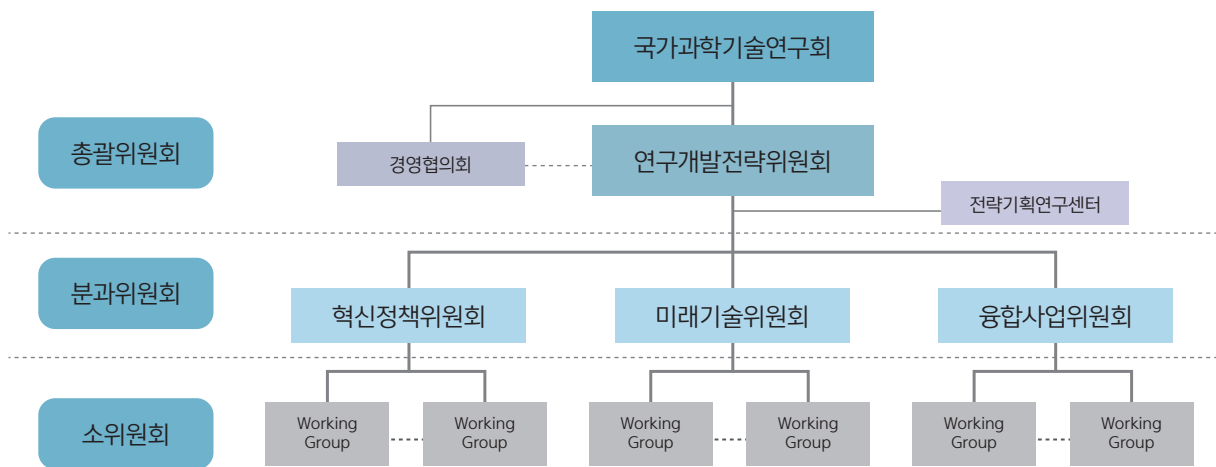 국가과학기술연구회
총괄위원회
경영협의회
연구개발전략위원회
전략기획연구센터
분과위원회
혁신정책위원회
미래기술위원회
융합사업위원회
소위원회
Working
Group
Working
Group
Working
Group
Working
Group
Working
Group
Working
Group